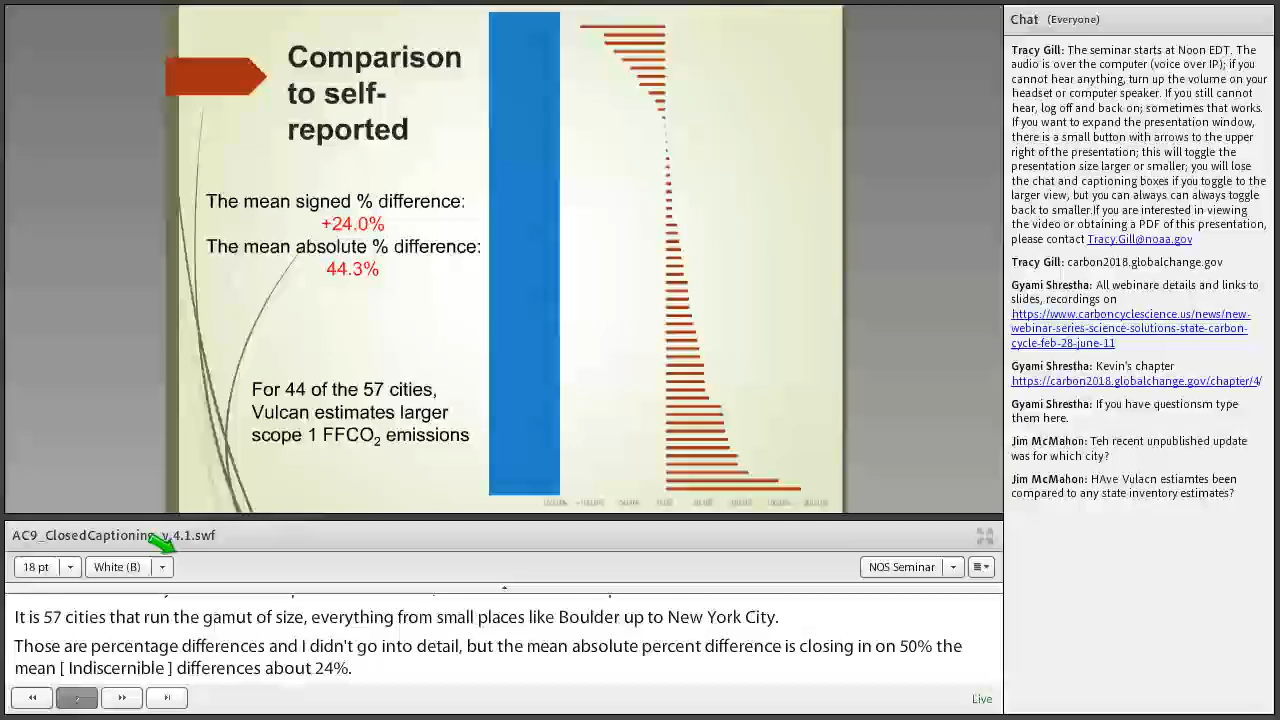 Comparison
to self-
reported
The mean signed % difference:
+24.0%
The mean absolute % difference:
44.3%
For 44 of the 57 cities,
Vulcan estimates larger
scope 1 FFCO₂ emissions
Chat (Everyone)
Tracy Gill: The seminar starts at Noon EDT. The
audio is over the computer (voice over IP); if you
cannot hear anything, turn up the volume on your
headset or computer speaker. If you still cannot
hear, log off and back on; sometimes that works.
If you want to expand the presentation window,
there is a small button with arrows to the upper
right of the presentation; this will toggle the
presentation size larger or smaller; you will lose
the chat and captioning boxes if you toggle to the
larger view, but you can always can always toggle
back to smaller.If you are interested in viewing
the video or obtaining a PDF of this presentation,
please contact Tracy.Gill@noaa.gov
Tracy Gill: carbon2018.globalchange.gov
Gyami Shrestha: All webinare details and links to
slides, recordings on
https://www.carboncyclescience.us/news/new-
webinar-series-science-solutions-state-carbon-
cycle-feb-28-june-11
Gyami Shrestha: Kevin's chapter
https://carbon2018.globalchange.gov/chapter/4/
Gyami Shrestha: If you have questionsm type
them here.
Jim McMahon: Teh recent unpublished update
was for which city?
Jim McMahon: HAve Vulacn estiamtes been
compared to any state inventory estimates?
AC9_ClosedCaptioning_v.4.1.swf
18 pt
White (B)
NOS Seminar
It is 57 cities that run the gamut of size, everything from small places like Boulder up to New York City.
Those are percentage differences and I didn't go into detail, but the mean absolute percent difference is closing in on 50% the
mean [ Indiscernible ] differences about 24%.
Live